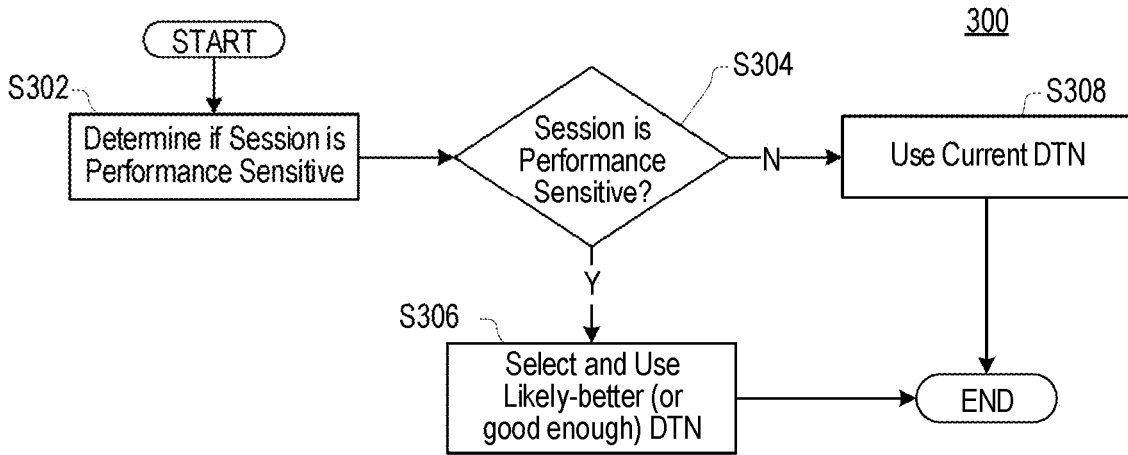 300
START
S302
Determine if Session is
Performance Sensitive
S304
Session is
Performance
Sensitive?
N
S308
Use Current DTN
Y
S306
Select and Use
Likely-better (or
good enough) DTN
END